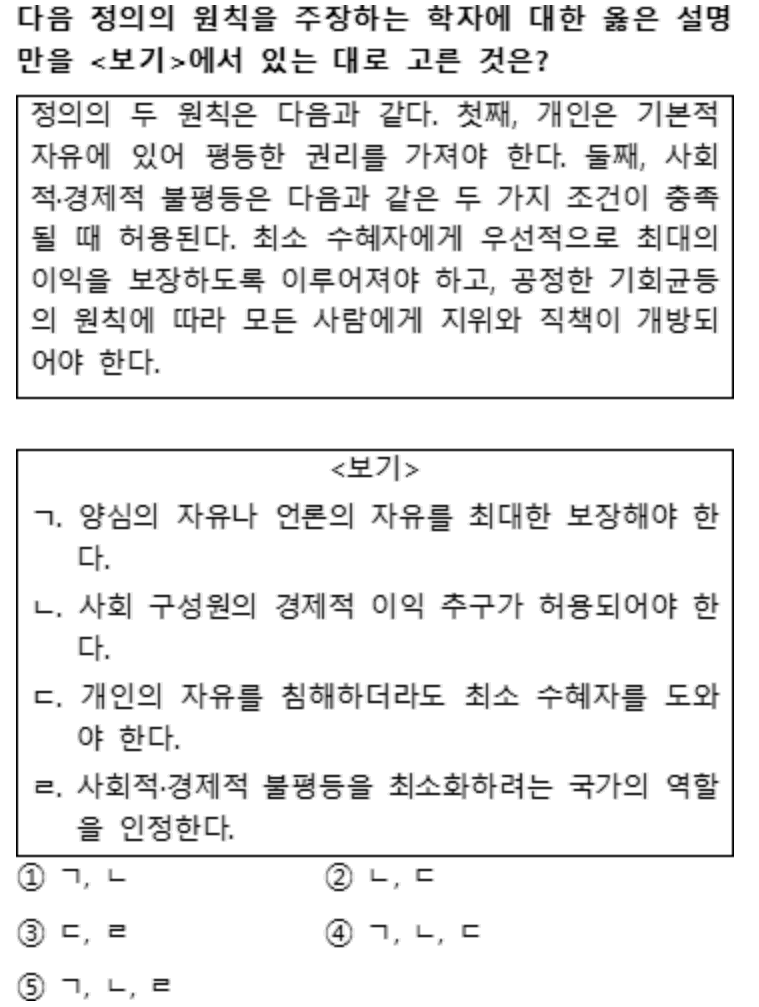 다음 정의의 원칙을 주장하는 학자에 대한 옳은 설명
만을 <보기>에서 있는 대로 고른 것은?
정의의 두 원칙은 다음과 같다. 첫째, 개인은 기본적
자유에 있어 평등한 권리를 가져야 한다. 둘째, 사회
적·경제적 불평등은 다음과 같은 두 가지 조건이 충족
될 때 허용된다. 최소 수혜자에게 우선적으로 최대의
이익을 보장하도록 이루어져야 하고, 공정한 기회균등
의 원칙에 따라 모든 사람에게 지위와 직책이 개방되
어야 한다.
<보기>
ㄱ. 양심의 자유나 언론의 자유를 최대한 보장해야 한
다.
ㄴ. 사회 구성원의 경제적 이익 추구가 허용되어야 한
다.
ㄷ. 개인의 자유를 침해하더라도 최소 수혜자를 도와
야 한다.
ㄹ. 사회적·경제적 불평등을 최소화하려는 국가의 역할
을 인정한다.
① ㄱ, ㄴ ② ㄴ, ㄷ
③ ㄷ, ㄹ ④ ㄱ, ㄴ, ㄷ
⑤ ㄱ, ㄴ, ㄹ